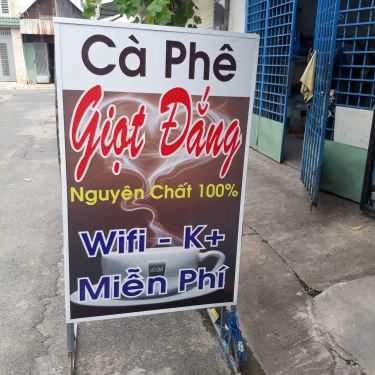 Cà Phê
Giọt Đắng
Nguyên Chất 100%
Wifi - K+
Miễn Phí